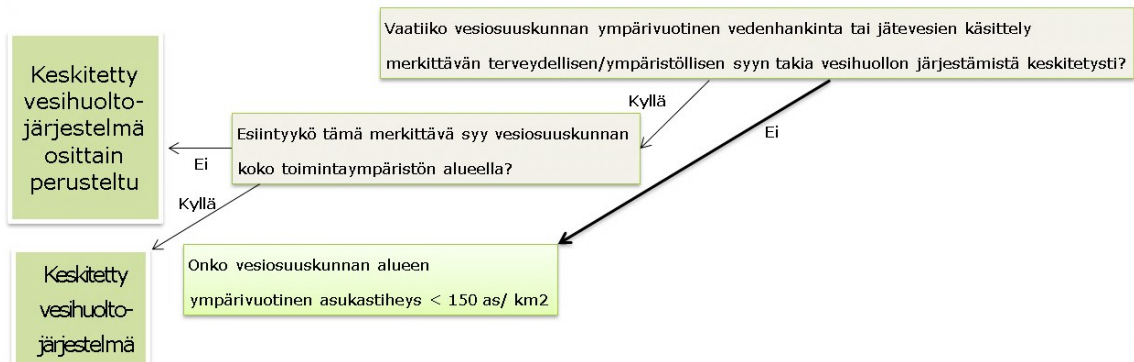 Vaatiiko vesiosuuskunnan ympärivuotinen vedenhankinta tai jätevesien käsittely
merkittävän terveydellisen/ympäristöllisen syyn takia vesihuollon järjestämistä keskitetysti?
Kyllä
Ei
Esiintyykö tämä merkittävä syy vesiosuuskunnan
koko toimintaympäristön alueella?
Ei
Kyllä
Keskitetty
vesihuolto-
järjestelmä
osittain
perusteltu
Keskitetty
vesihuolto-
järjestelmä
Onko vesiosuuskunnan alueen
ympärivuotinen asukastiheys < 150 as/ km2